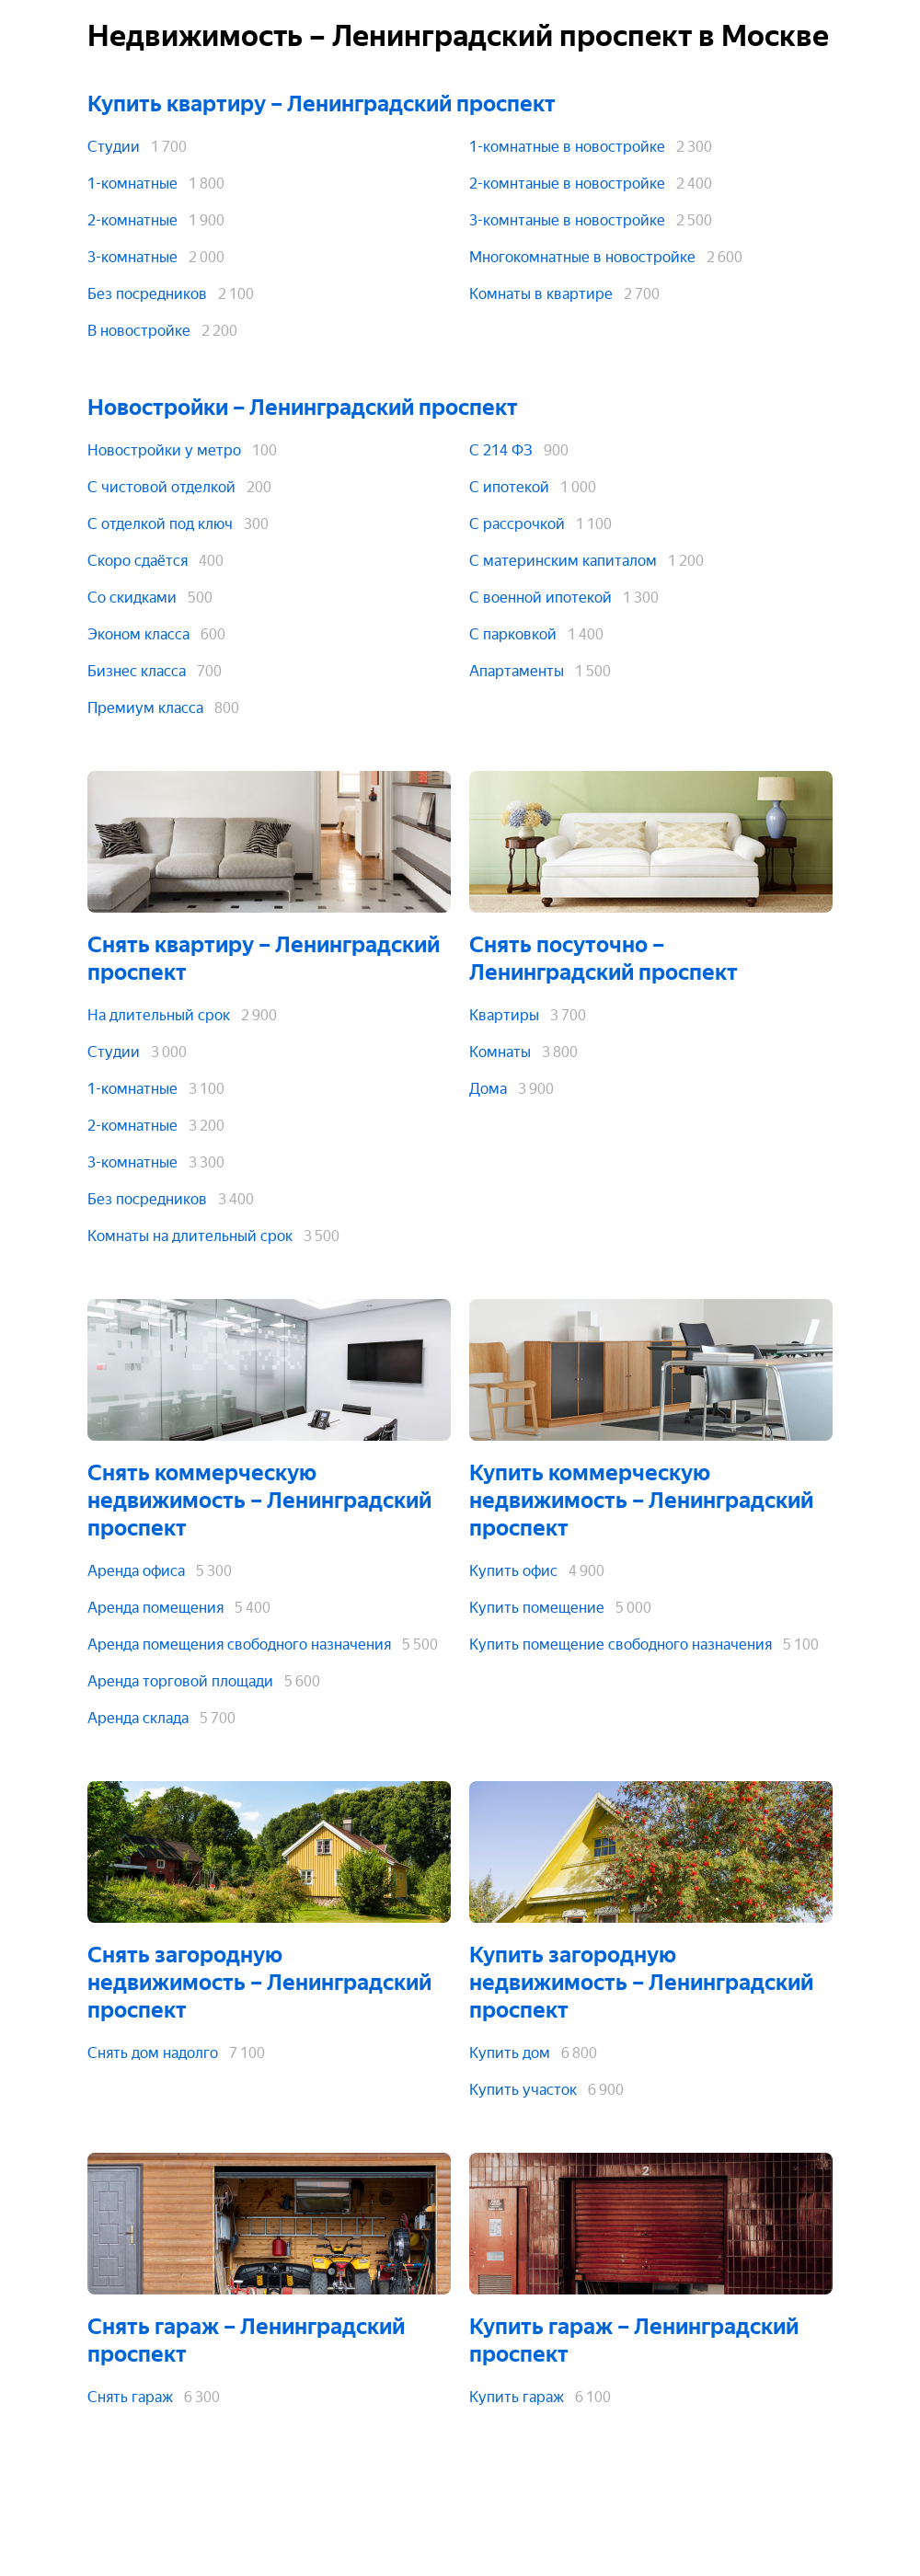 Недвижимость – Ленинградский проспект в Москве
Купить квартиру – Ленинградский проспект
Студии 1 700
1-комнатные 1 800
2-комнатные 1 900
3-комнатные 2 000
Без посредников 2 100
В новостройке 2 200
1-комнатные в новостройке 2 300
2-комнтаные в новостройке 2 400
3-комнтаные в новостройке 2 500
Многокомнатные в новостройке 2 600
Комнаты в квартире 2 700
Новостройки – Ленинградский проспект
Новостройки у метро 100
С чистовой отделкой 200
С отделкой под ключ 300
Скоро сдаётся 400
Со скидками 500
Эконом класса 600
Бизнес класса 700
Премиум класса 800
С 214 ФЗ 900
С ипотекой 1 000
С рассрочкой 1 100
С материнским капиталом 1 200
С военной ипотекой 1 300
С парковкой 1 400
Апартаменты 1 500
Снять квартиру – Ленинградский
проспект
На длительный срок 2 900
Студии 3 000
1-комнатные 3 100
2-комнатные 3 200
3-комнатные 3 300
Без посредников 3 400
Комнаты на длительный срок 3 500
Снять посуточно –
Ленинградский проспект
Квартиры 3 700
Комнаты 3 800
Дома 3 900
Снять коммерческую
недвижимость – Ленинградский
проспект
Аренда офиса 5 300
Аренда помещения 5 400
Аренда помещения свободного назначения 5 500
Аренда торговой площади 5 600
Аренда склада 5 700
Купить коммерческую
недвижимость – Ленинградский
проспект
Купить офис 4 900
Купить помещение 5 000
Купить помещение свободного назначения 5 100
Снять загородную
недвижимость – Ленинградский
проспект
Снять дом надолго 7 100
Купить загородную
недвижимость – Ленинградский
проспект
Купить дом 6 800
Купить участок 6 900
2
Снять гараж – Ленинградский
проспект
Снять гараж 6 300
Купить гараж – Ленинградский
проспект
Купить гараж 6 100